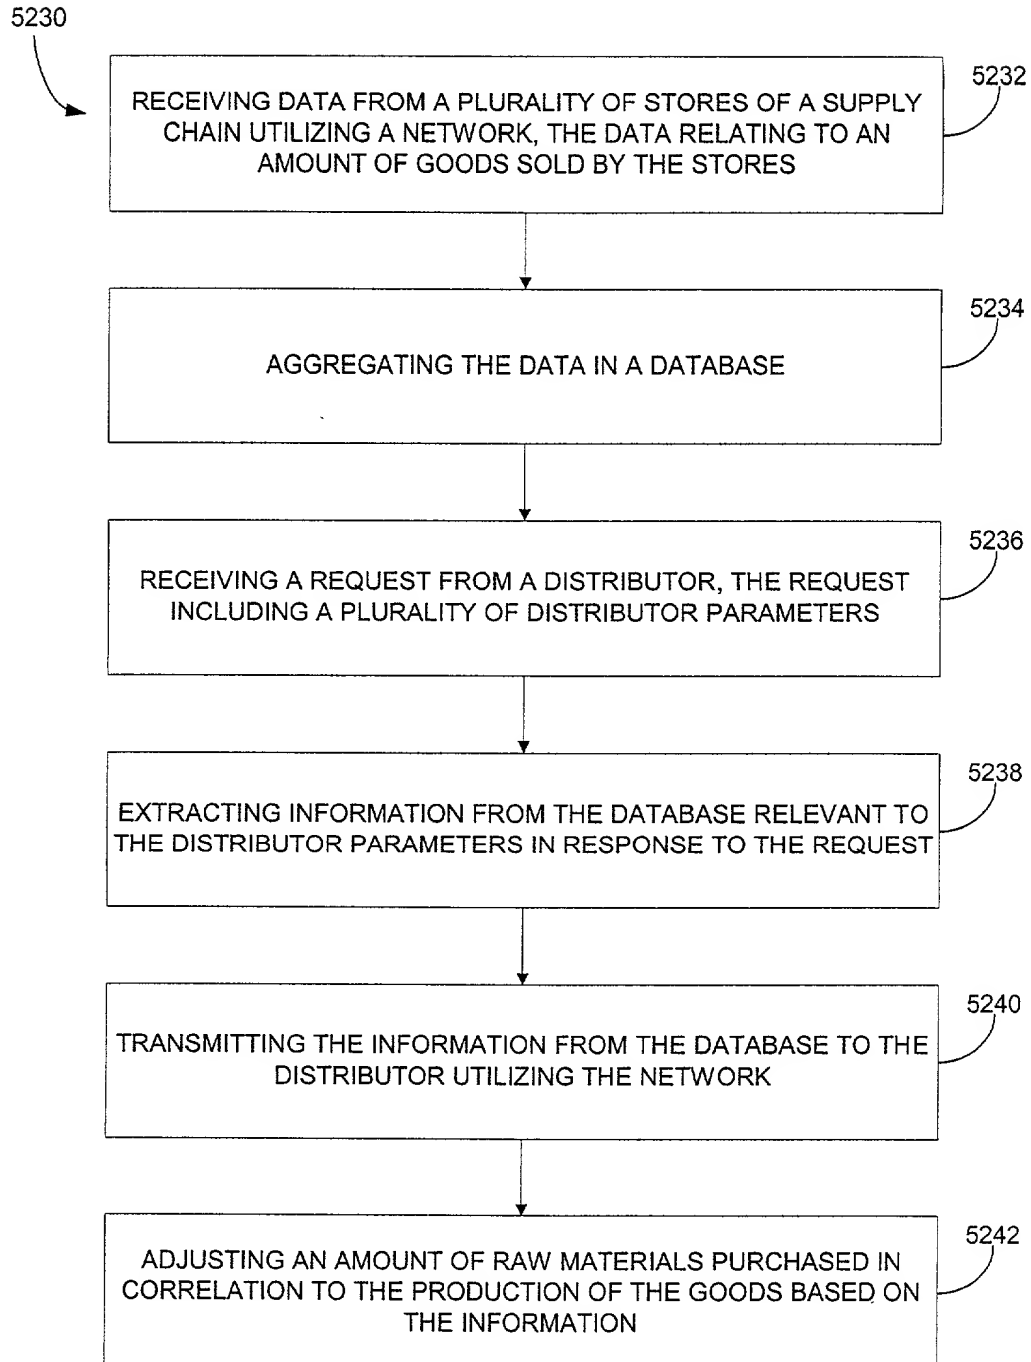 5230
5232
RECEIVING DATA FROM A PLURALITY OF STORES OF A SUPPLY
CHAIN UTILIZING A NETWORK, THE DATA RELATING TO AN
AMOUNT OF GOODS SOLD BY THE STORES
5234
AGGREGATING THE DATA IN A DATABASE
5236
RECEIVING A REQUEST FROM A DISTRIBUTOR, THE REQUEST
INCLUDING A PLURALITY OF DISTRIBUTOR PARAMETERS
5238
EXTRACTING INFORMATION FROM THE DATABASE RELEVANT TO
THE DISTRIBUTOR PARAMETERS IN RESPONSE TO THE REQUEST
5240
TRANSMITTING THE INFORMATION FROM THE DATABASE TO THE
DISTRIBUTOR UTILIZING THE NETWORK
5242
ADJUSTING AN AMOUNT OF RAW MATERIALS PURCHASED IN
CORRELATION TO THE PRODUCTION OF THE GOODS BASED ON
THE INFORMATION